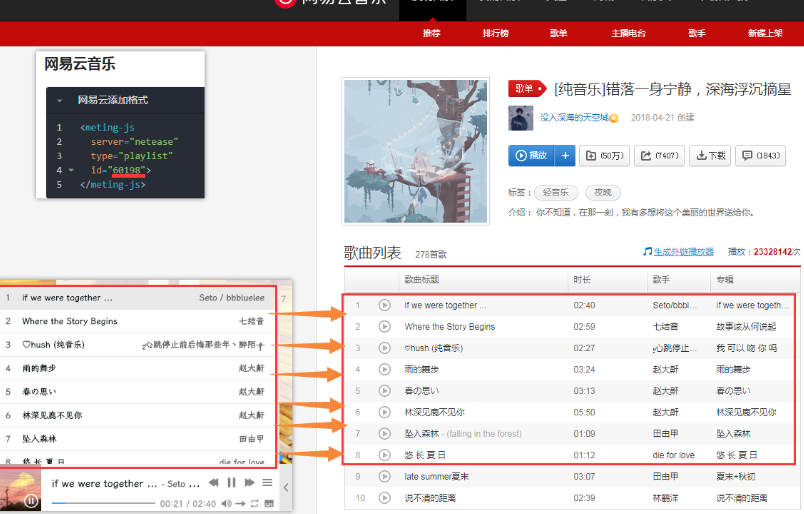 网易云音乐
推荐 排行榜 歌单 主播电台 歌手 新碟上架
网易云音乐
网易云添加格式
1 <meting-js
2 server="netease"
3 type="playlist"
4 id="60198">
5 </meting-js>
歌单 [纯音乐]错落一身宁静，深海浮沉摘星
没入深海的天空城 2018-04-21 创建
播放 + (50万) (7407) 下载 (1843)
标签： 轻音乐 夜晚
介绍： 你不知道，在那一刻，我有多想将这个美丽的世界送给你。
歌曲列表 278首歌 生成外链播放器 播放：23328142次
歌曲标题 时长 歌手 专辑
1 if we were together ... 02:40 Seto/bbbl... if we were togeth...
2 Where the Story Begins 02:59 七结音 故事该从何说起
3 ♡hush (纯音乐) 02:27 心跳停止... 我 可 以 吻 你 吗
4 雨的舞步 03:24 赵大鼾 雨的舞步
5 春の思い 03:13 赵大鼾 春の思い
6 林深见鹿不见你 05:50 赵大鼾 林深见鹿不见你
7 坠入森林 - (falling in the forest) 01:09 田由甲 坠入森林
8 悠 长 夏 日 01:12 die for love 悠 长 夏 日
9 late summer夏末 03:07 田由甲 夏末+秋初
10 说不清的距离 02:39 林鹤洋 说不清的距离
1 if we were together ... Seto / bbbluelee
2 Where the Story Begins 七结音
3 ♡hush (纯音乐) 心跳停止前后悔那些年丶醉陌
4 雨的舞步 赵大鼾
5 春の思い 赵大鼾
6 林深见鹿不见你 赵大鼾
7 坠入森林 田由甲
8 悠 长 夏 日 die for love
7
if we were together ... - Seto ...
00:21 / 02:40